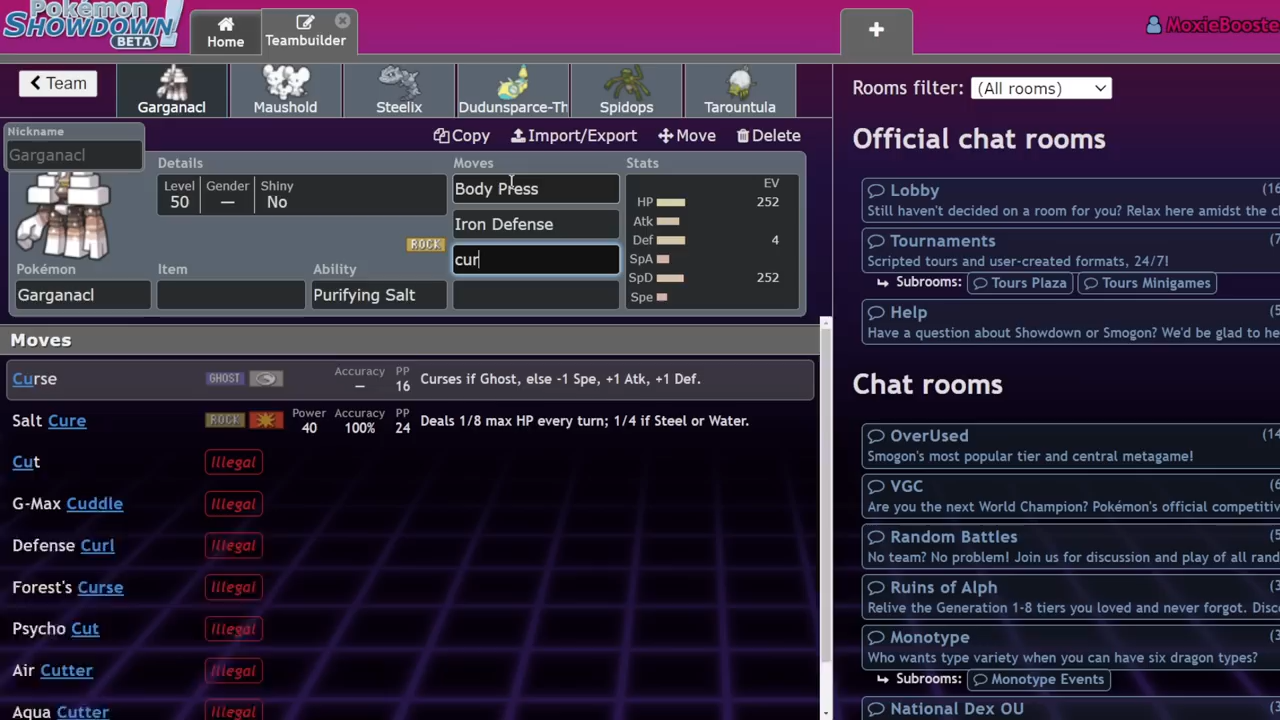 Pokémon
SHOWDOWN!
BETA
Home
Teambuilder
+
MoxieBooste
Team
Garganacl
Maushold
Steelix
Dudunsparce-Th
Spidops
Tarountula
Copy
Import/Export
Move
Delete
Nickname
Garganacl
Details
Level
50
Gender
—
Shiny
No
ROCK
Pokémon
Garganacl
Item
Ability
Purifying Salt
Moves
Body Press
Iron Defense
cur
Stats
EV
HP 252
Atk
Def 4
SpA
SpD 252
Spe
Moves
Curse GHOST Accuracy — PP 16 Curses if Ghost, else -1 Spe, +1 Atk, +1 Def.
Salt Cure ROCK Power 40 Accuracy 100% PP 24 Deals 1/8 max HP every turn; 1/4 if Steel or Water.
Cut Illegal
G-Max Cuddle Illegal
Defense Curl Illegal
Forest's Curse Illegal
Psycho Cut Illegal
Air Cutter Illegal
Aqua Cutter Illegal
Rooms filter: (All rooms)
Official chat rooms
Lobby (16
Still haven't decided on a room for you? Relax here amidst the c
Tournaments (7
Scripted tours and user-created formats, 24/7!
Subrooms: Tours Plaza Tours Minigames
Help (5
Have a question about Showdown or Smogon? We'd be glad to he
Chat rooms
OverUsed (14
Smogon's most popular tier and central metagame!
VGC (6
Are you the next World Champion? Pokémon's official competitiv
Random Battles (5
No team? No problem! Join us for discussion and play of all rand
Ruins of Alph (3
Relive the Generation 1-8 tiers you loved and never forgot. Disc
Monotype (3
Who wants type variety when you can have six dragon types?
Subrooms: Monotype Events
National Dex OU (3